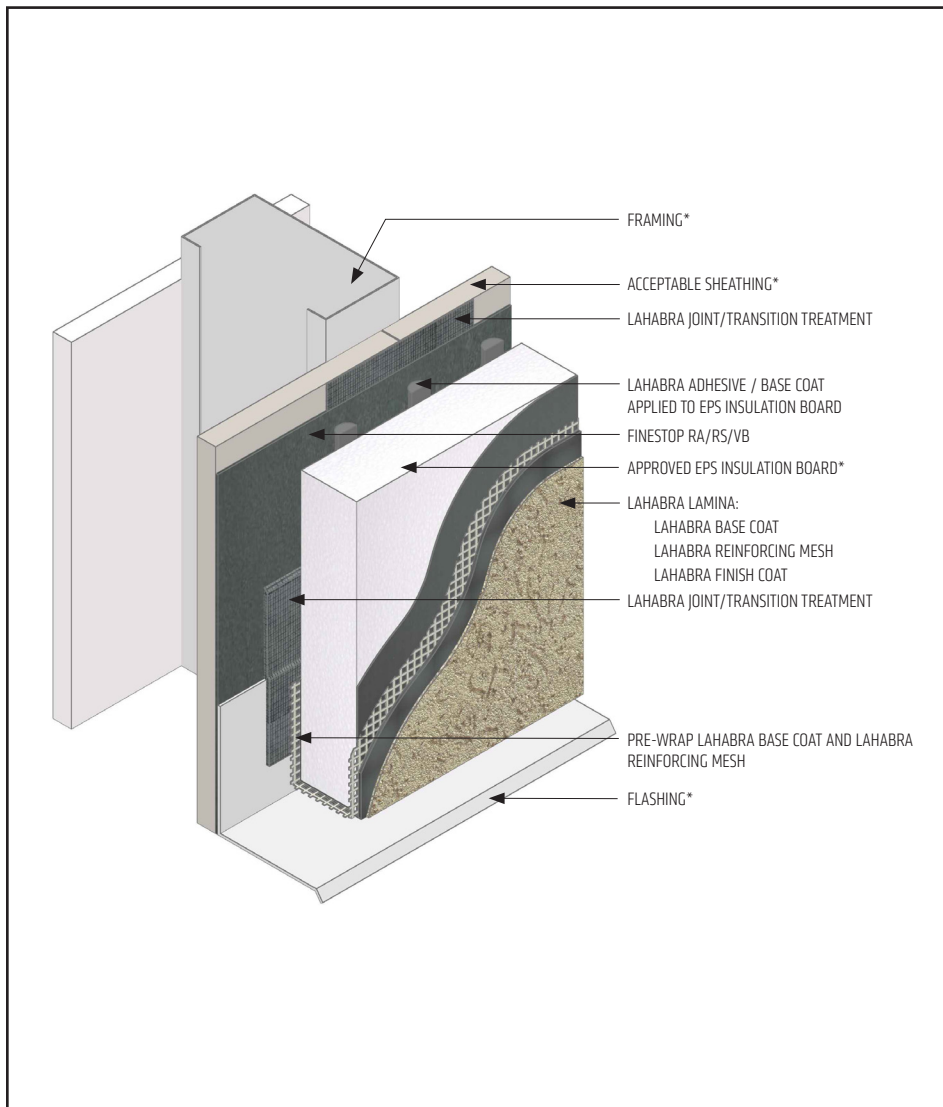 FRAMING*
ACCEPTABLE SHEATHING*
LAHABRA JOINT/TRANSITION TREATMENT
LAHABRA ADHESIVE / BASE COAT
APPLIED TO EPS INSULATION BOARD
FINESTOP RA/RS/VB
APPROVED EPS INSULATION BOARD*
LAHABRA LAMINA:
LAHABRA BASE COAT
LAHABRA REINFORCING MESH
LAHABRA FINISH COAT
LAHABRA JOINT/TRANSITION TREATMENT
PRE-WRAP LAHABRA BASE COAT AND LAHABRA
REINFORCING MESH
FLASHING*